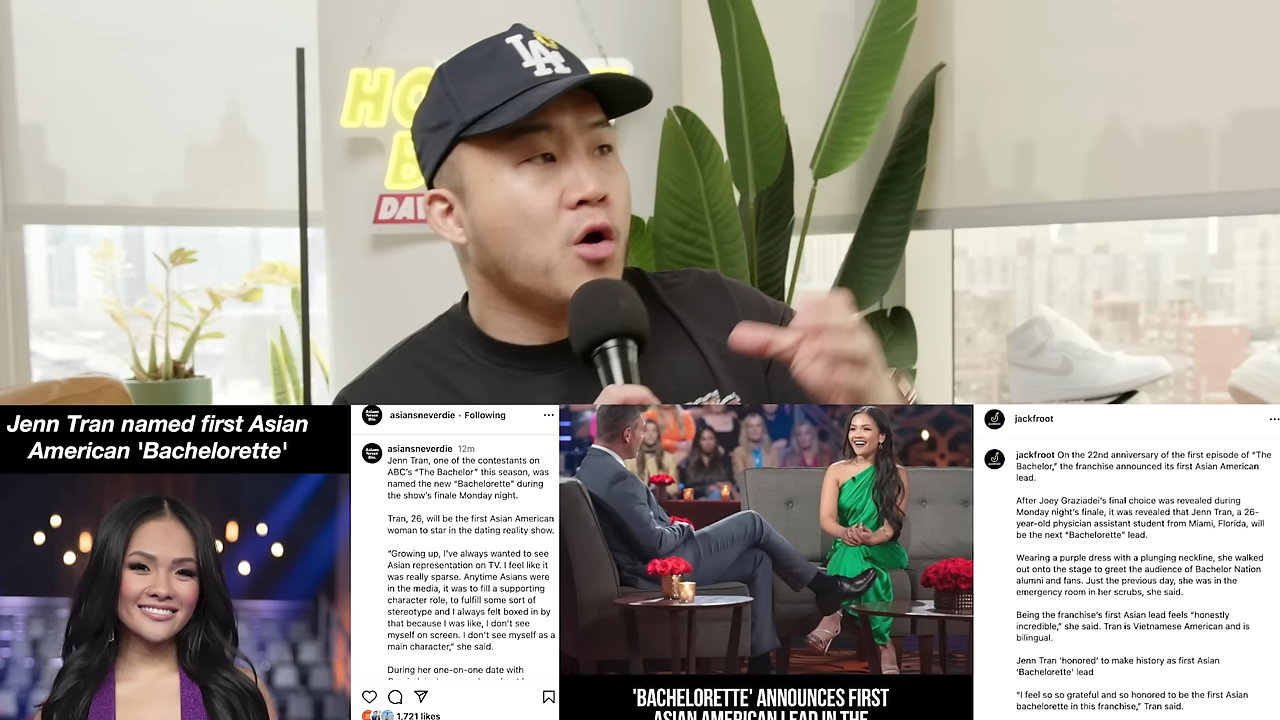 LA
HO
B
DAV
Jenn Tran named first Asian
American 'Bachelorette'
asiansneverdie · Following
asiansneverdie 12m
Jenn Tran, one of the contestants on
ABC's “The Bachelor” this season, was
named the new “Bachelorette” during
the show's finale Monday night.
Tran, 26, will be the first Asian American
woman to star in the dating reality show.
“Growing up, I've always wanted to see
Asian representation on TV. I feel like it
was really sparse. Anytime Asians were
in the media, it was to fill a supporting
character role, to fulfill some sort of
stereotype and I always felt boxed in by
that because I was like, I don't see
myself on screen. I don't see myself as a
main character,” she said.
During her one-on-one date with
1,721 likes
'BACHELORETTE' ANNOUNCES FIRST
ASIAN AMERICAN LEAD IN THE
jackfroot
jackfroot On the 22nd anniversary of the first episode of “The
Bachelor,” the franchise announced its first Asian American
lead.
After Joey Graziadei's final choice was revealed during
Monday night's finale, it was revealed that Jenn Tran, a 26-
year-old physician assistant student from Miami, Florida, will
be the next “Bachelorette” lead.
Wearing a purple dress with a plunging neckline, she walked
out onto the stage to greet the audience of Bachelor Nation
alumni and fans. Just the previous day, she was in the
emergency room in her scrubs, she said.
Being the franchise's first Asian lead feels “honestly
incredible,” she said. Tran is Vietnamese American and is
bilingual.
Jenn Tran ‘honored’ to make history as first Asian
‘Bachelorette’ lead
“I feel so so grateful and so honored to be the first Asian
bachelorette in this franchise,” Tran said.